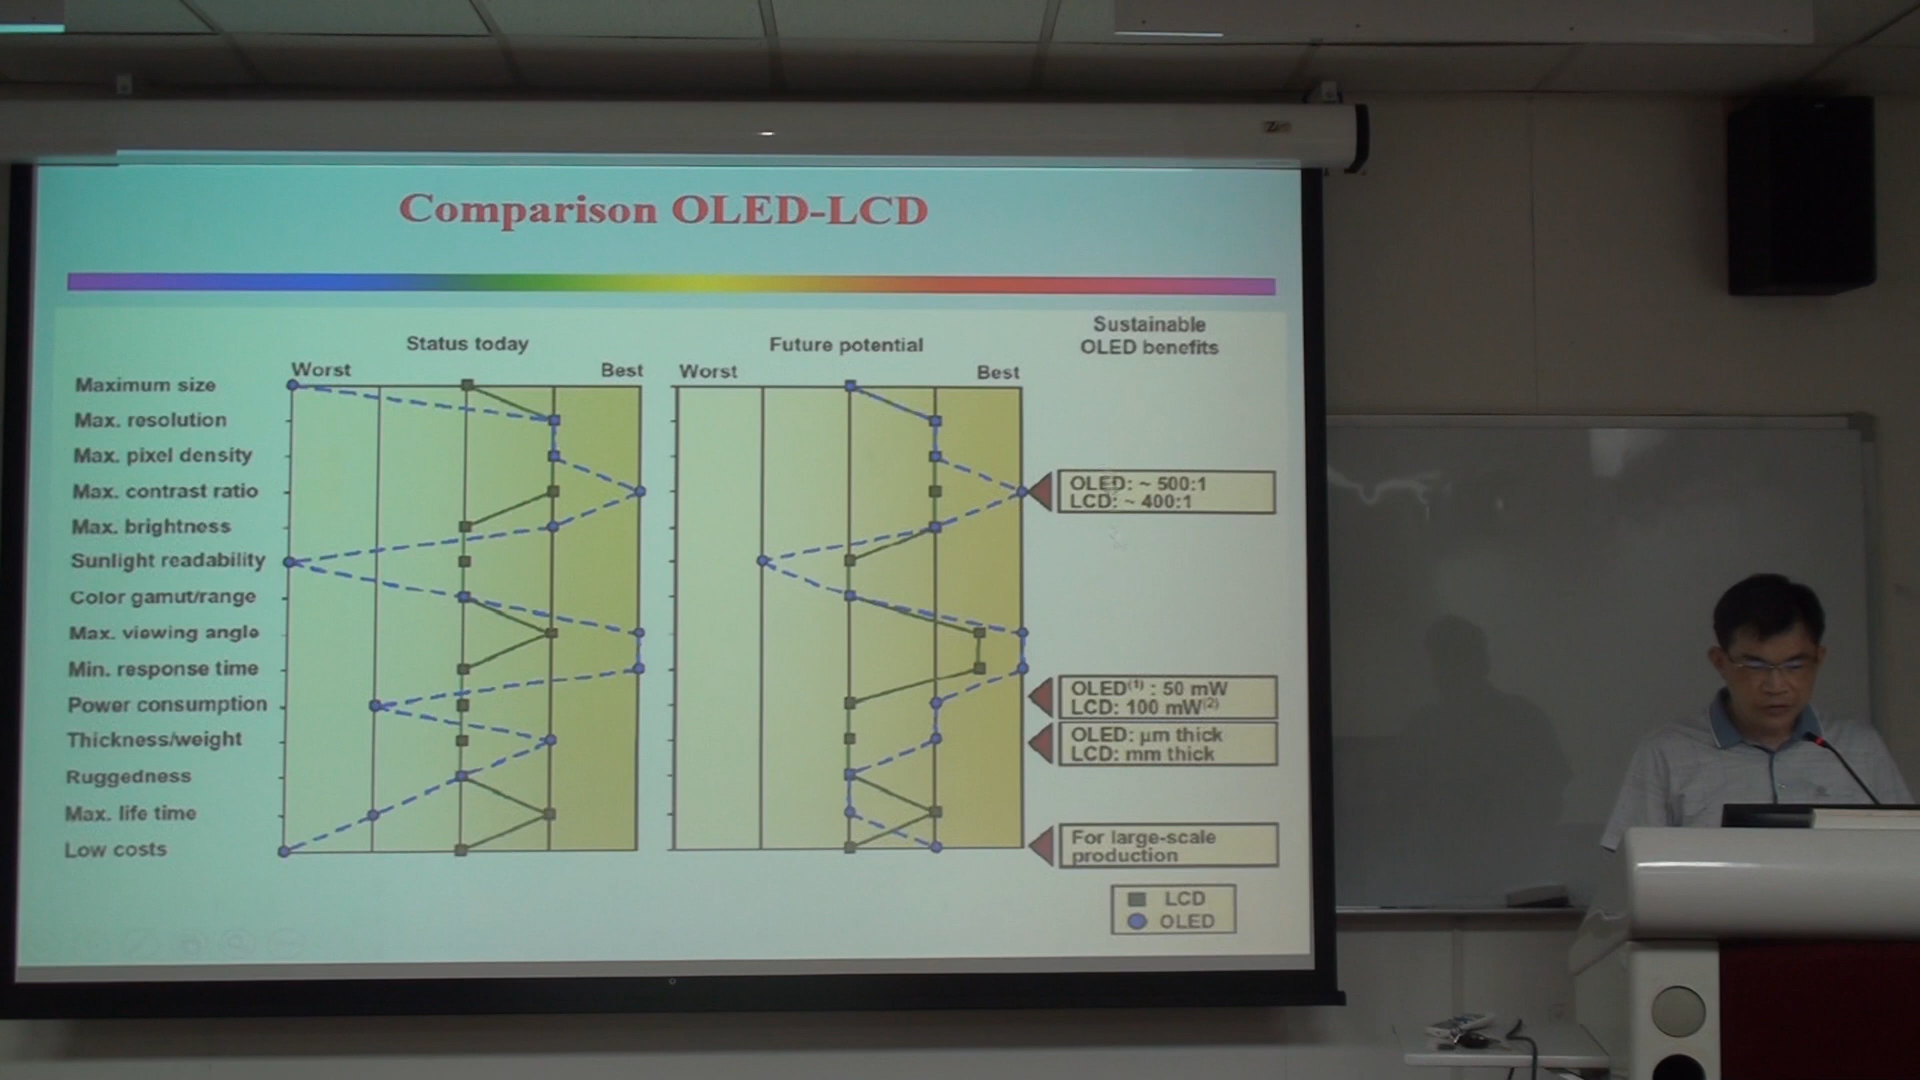 Comparison OLED-LCD
Status today
Future potential
Sustainable
OLED benefits
Worst
Best
Worst
Best
Maximum size
Max. resolution
Max. pixel density
Max. contrast ratio
Max. brightness
Sunlight readability
Color gamut/range
Max. viewing angle
Min. response time
Power consumption
Thickness/weight
Ruggedness
Max. life time
Low costs
OLED: ~ 500:1
LCD: ~ 400:1
OLED(1) : 50 mW
LCD: 100 mW(2)
OLED: µm thick
LCD: mm thick
For large-scale
production
LCD
OLED